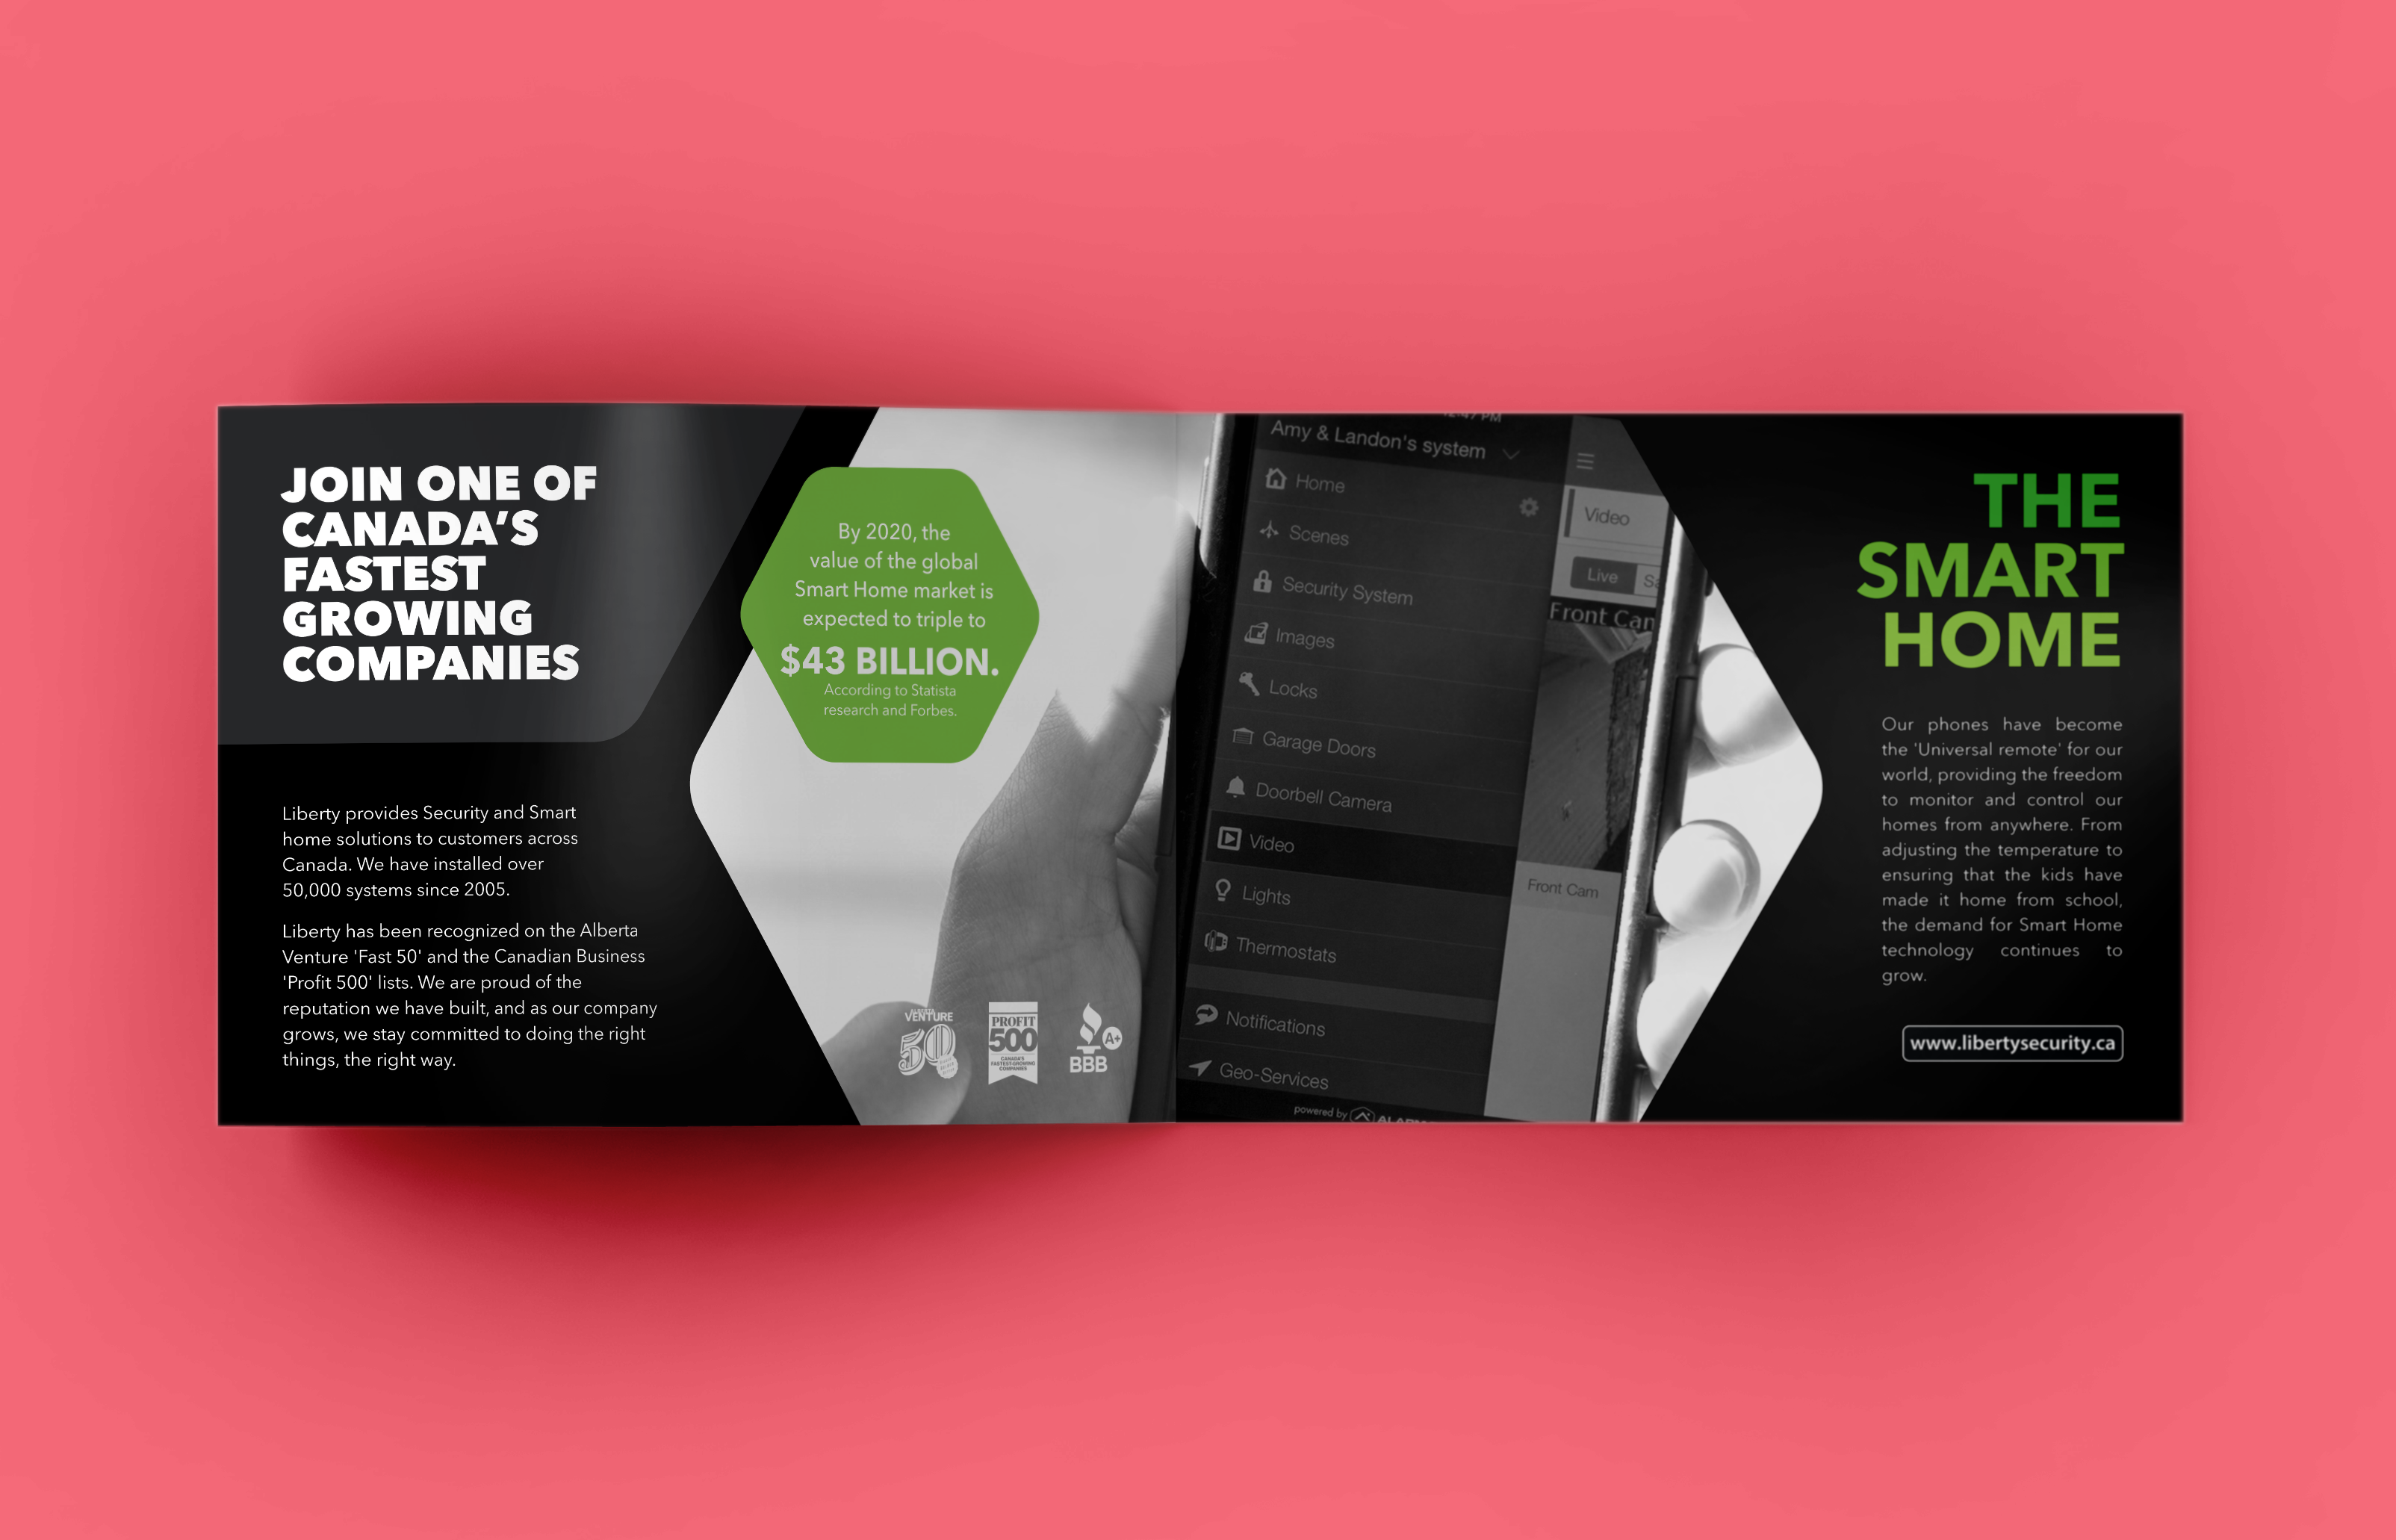 JOIN ONE OF
CANADA'S
FASTEST
GROWING
COMPANIES
Liberty provides Security and Smart
home solutions to customers across
Canada. We have installed over
50,000 systems since 2005.
Liberty has been recognized on the Alberta
Venture 'Fast 50' and the Canadian Business
'Profit 500' lists. We are proud of the
reputation we have built, and as our company
grows, we stay committed to doing the right
things, the right way.
By 2020, the
value of the global
Smart Home market is
expected to triple to
$43 BILLION.
According to Statista
research and Forbes.
VENTURE
50
PROFIT
500
CANADA'S
FASTEST-GROWING
COMPANIES
A+
BBB
12:47 PM
Amy & Landon's system
Home
Scenes
Security System
Images
Locks
Garage Doors
Doorbell Camera
Video
Lights
Thermostats
Notifications
Geo-Services
powered by
Video
Live
Front Cam
THE
SMART
HOME
Our phones have become
the 'Universal remote' for our
world, providing the freedom
to monitor and control our
homes from anywhere. From
adjusting the temperature to
ensuring that the kids have
made it home from school,
the demand for Smart Home
technology continues to
grow.
www.libertysecurity.ca